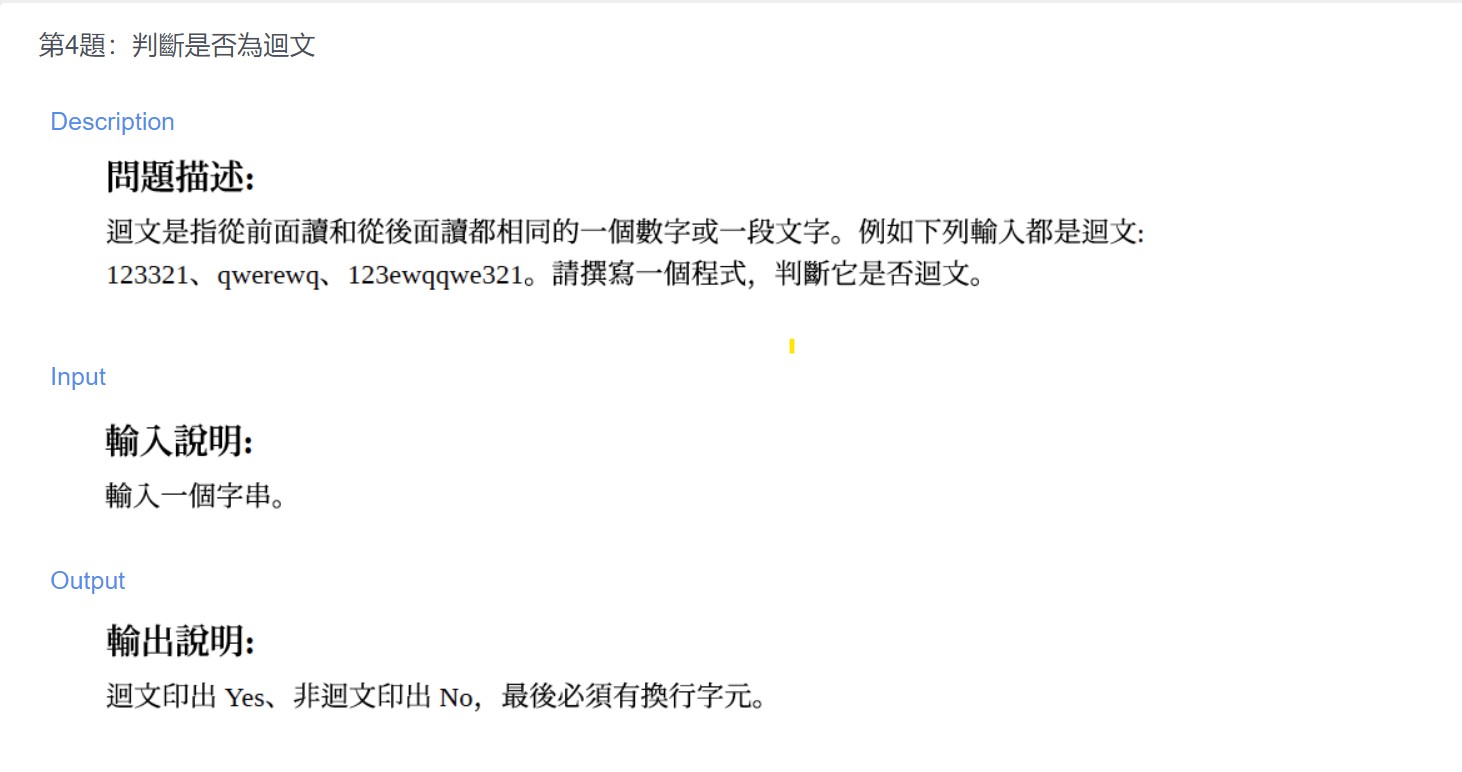 第4題：判斷是否為迴文
Description
問題描述:
迴文是指從前面讀和從後面讀都相同的一個數字或一段文字。例如下列輸入都是迴文:
123321、qwerewq、123ewqqwe321。請撰寫一個程式，判斷它是否迴文。
Input
輸入說明:
輸入一個字串。
Output
輸出說明:
迴文印出 Yes、非迴文印出 No，最後必須有換行字元。